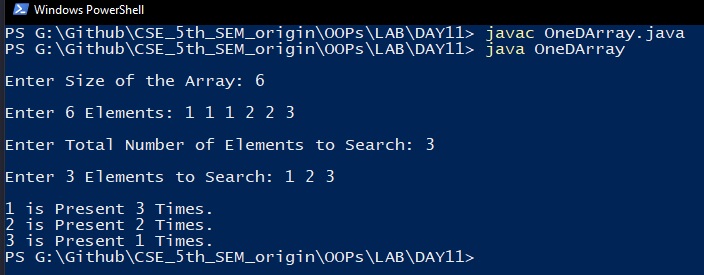 Windows PowerShell
PS G:\Github\CSE_5th_SEM_origin\OOPs\LAB\DAY11> javac OneDArray.java
PS G:\Github\CSE_5th_SEM_origin\OOPs\LAB\DAY11> java OneDArray
Enter Size of the Array: 6
Enter 6 Elements: 1 1 1 2 2 3
Enter Total Number of Elements to Search: 3
Enter 3 Elements to Search: 1 2 3
1 is Present 3 Times.
2 is Present 2 Times.
3 is Present 1 Times.
PS G:\Github\CSE_5th_SEM_origin\OOPs\LAB\DAY11>